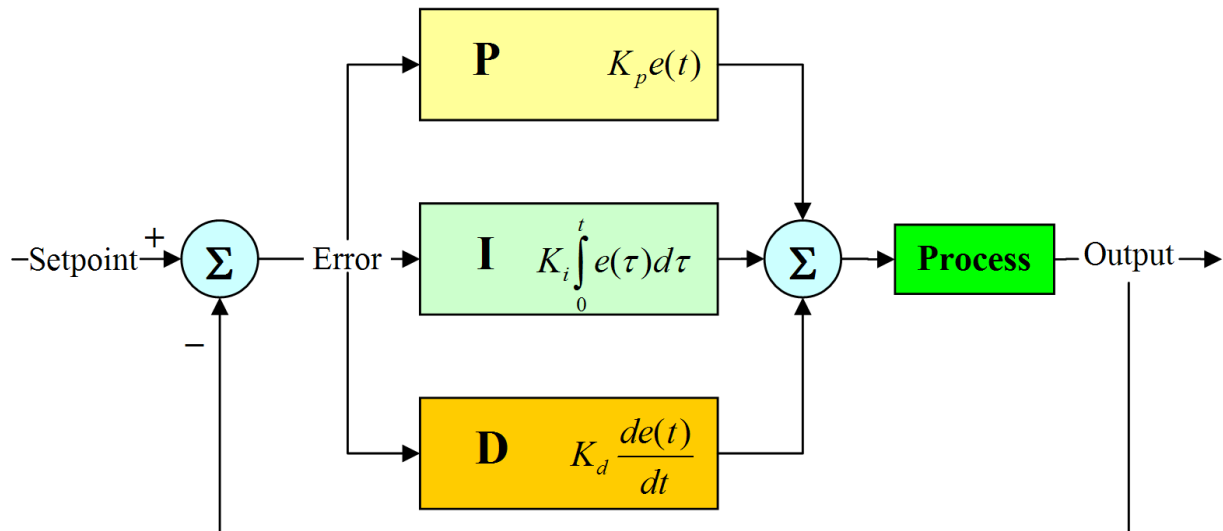 P K_p e(t)
Setpoint + Σ Error I K_i ∫_0^t e(τ)dτ Σ Process Output
−
D K_d de(t)/dt